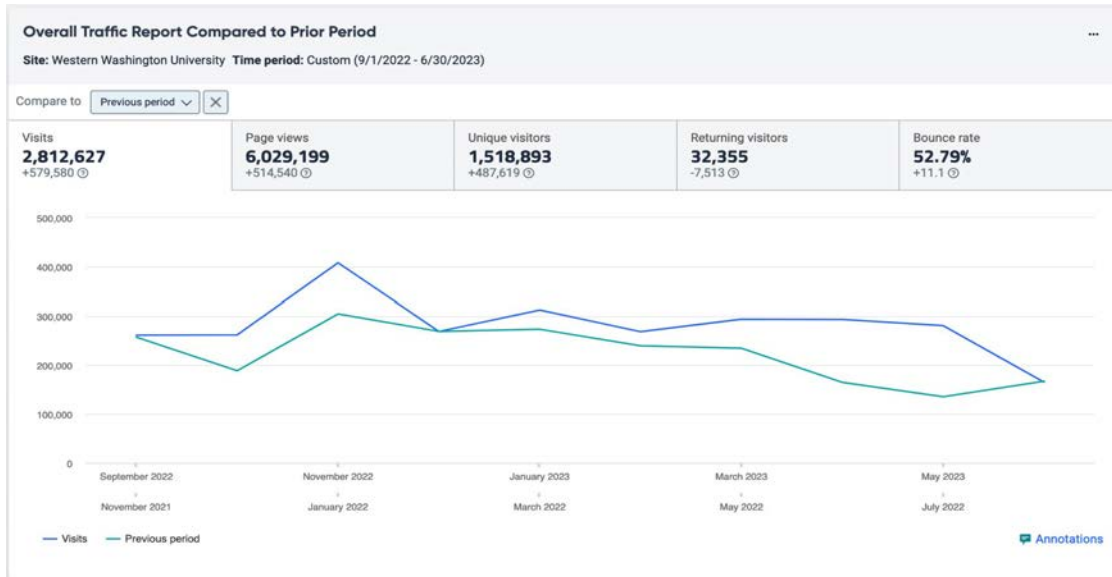 Overall Traffic Report Compared to Prior Period
...
Site: Western Washington University Time period: Custom (9/1/2022 - 6/30/2023)
Compare to Previous period
Visits Page views Unique visitors Returning visitors Bounce rate
2,812,627 6,029,199 1,518,893 32,355 52.79%
+579,580 +514,540 +487,619 -7,513 +11.1
500,000
400,000
300,000
200,000
100,000
0
September 2022 November 2022 January 2023 March 2023 May 2023
November 2021 January 2022 March 2022 May 2022 July 2022
Visits Previous period Annotations